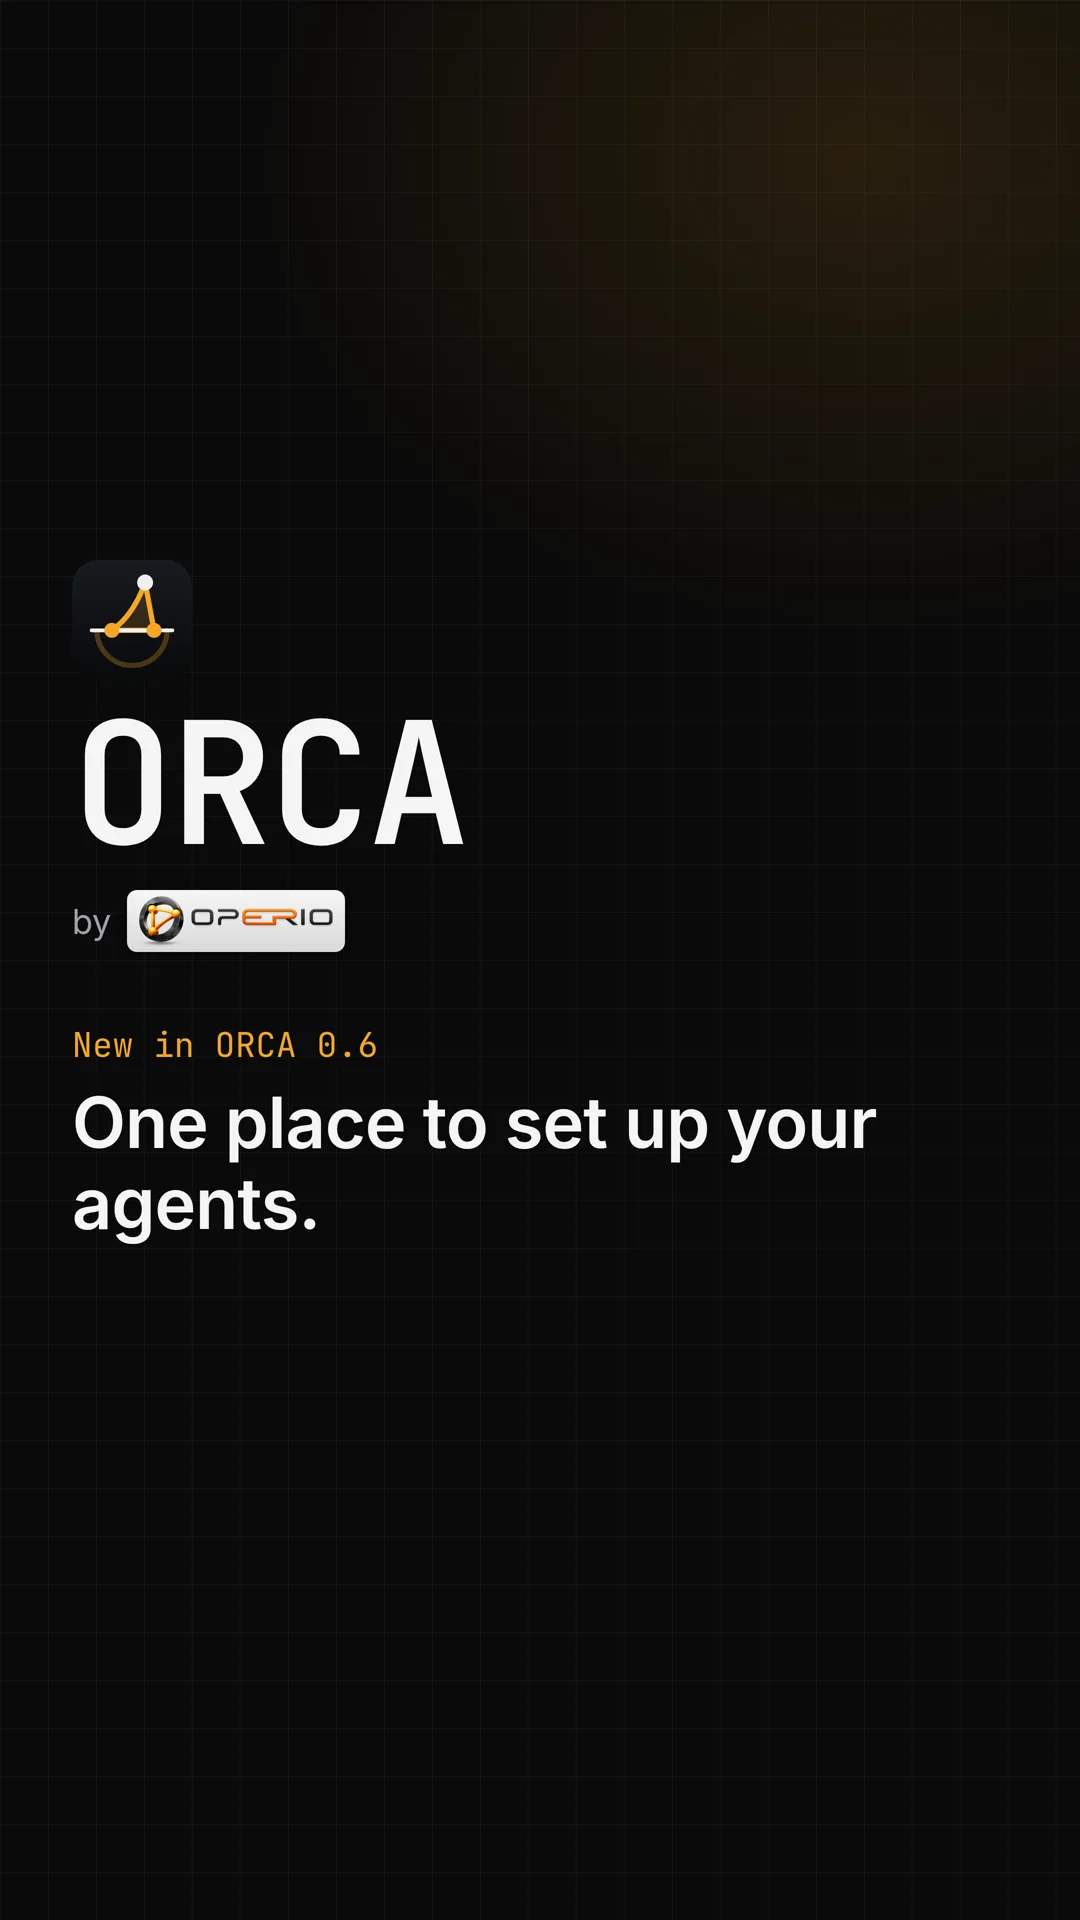 ORCA
by OPERIO
New in ORCA 0.6
One place to set up your
agents.